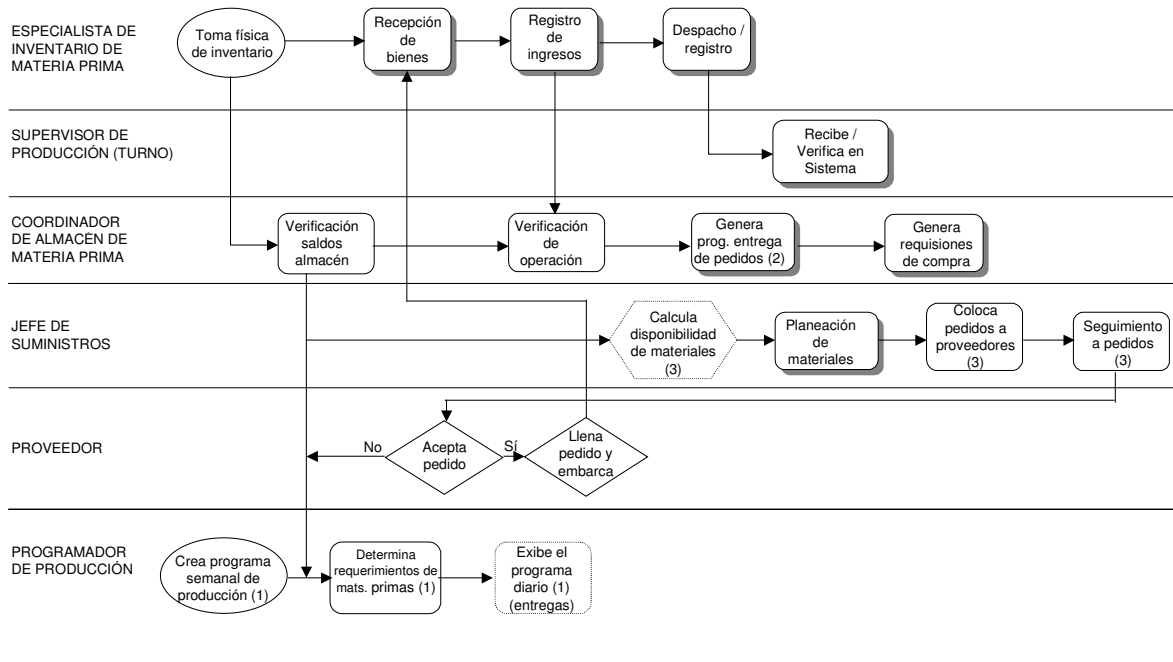 ESPECIALISTA DE
INVENTARIO DE
MATERIA PRIMA
Toma física
de inventario
Recepción
de
bienes
Registro
de
ingresos
Despacho /
registro
SUPERVISOR DE
PRODUCCIÓN (TURNO)
Recibe /
Verifica en
Sistema
COORDINADOR
DE ALMACÉN DE
MATERIA PRIMA
Verificación
saldos
almacén
Verificación
de
operación
Genera
prog. entrega
de pedidos (2)
Genera
requisiones
de compra
JEFE DE
SUMINISTROS
Calcula
disponibilidad
de materiales
(3)
Planeación
de
materiales
Coloca
pedidos a
proveedores
(3)
Seguimiento
a pedidos
(3)
PROVEEDOR
No
Acepta
pedido
Sí
Llena
pedido y
embarca
PROGRAMADOR
DE PRODUCCIÓN
Crea programa
semanal de
producción (1)
Determina
requerimientos de
mats. primas (1)
Exibe el
programa
diario (1)
(entregas)